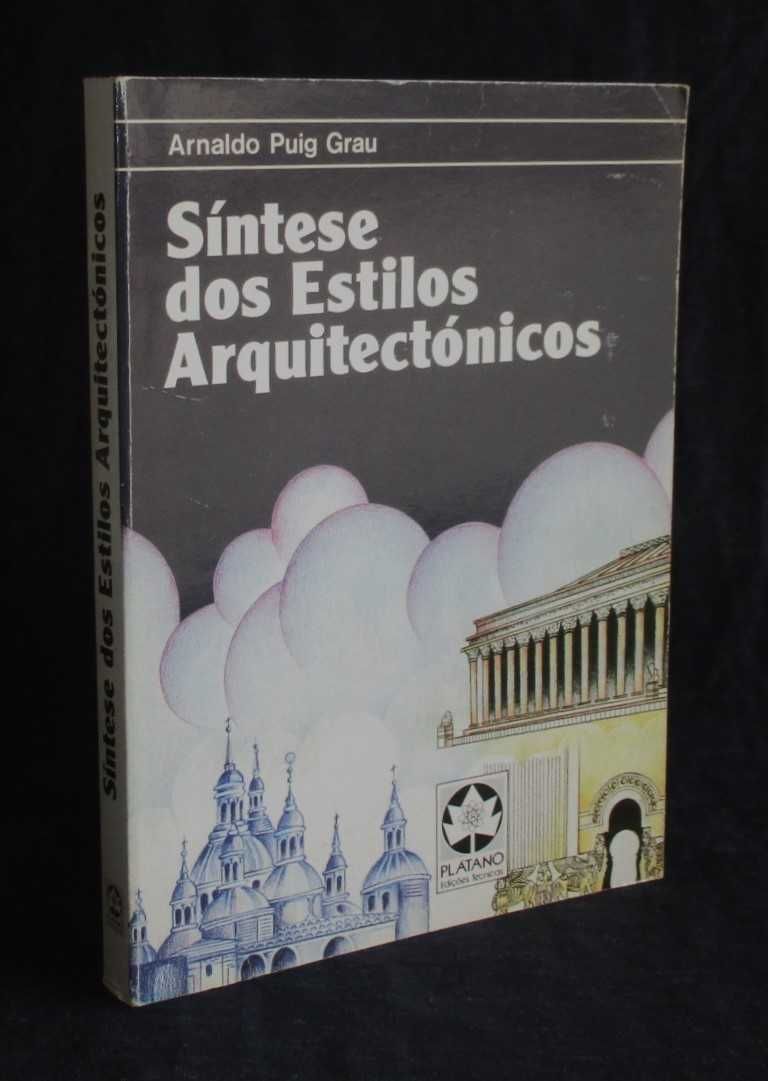 Arnaldo Puig Grau
Síntese
dos Estilos
Arquitectónicos
PLATANO
Edições Técnicas
Síntese dos Estilos Arquitectónicos